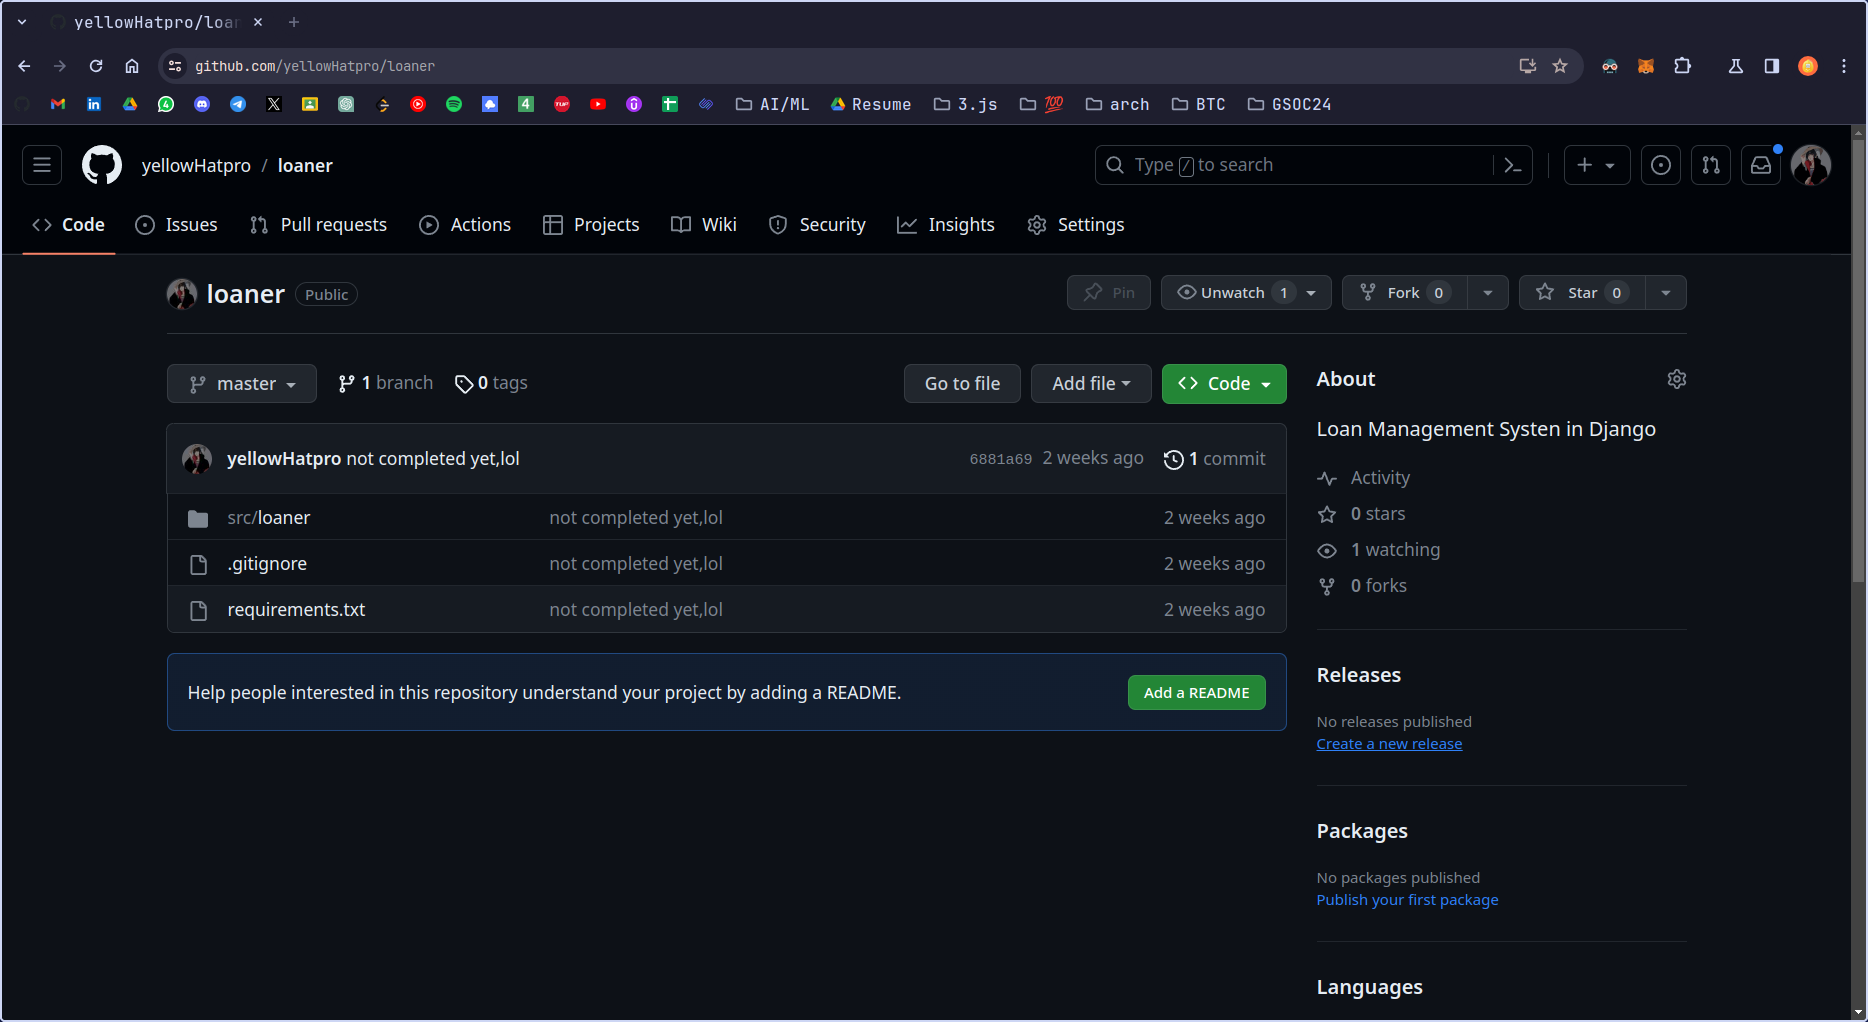 yellowHatpro/loar
github.com/yellowHatpro/loaner
AI/ML Resume 3.js 💯 arch BTC GSOC24
yellowHatpro / loaner
Type / to search
Code Issues Pull requests Actions Projects Wiki Security Insights Settings
loaner Public
Pin Unwatch 1 Fork 0 Star 0
master 1 branch 0 tags
Go to file Add file Code
yellowHatpro not completed yet,lol 6881a69 2 weeks ago 1 commit
src/loaner not completed yet,lol 2 weeks ago
.gitignore not completed yet,lol 2 weeks ago
requirements.txt not completed yet,lol 2 weeks ago
Help people interested in this repository understand your project by adding a README. Add a README
About
Loan Management Systen in Django
Activity
0 stars
1 watching
0 forks
Releases
No releases published
Create a new release
Packages
No packages published
Publish your first package
Languages